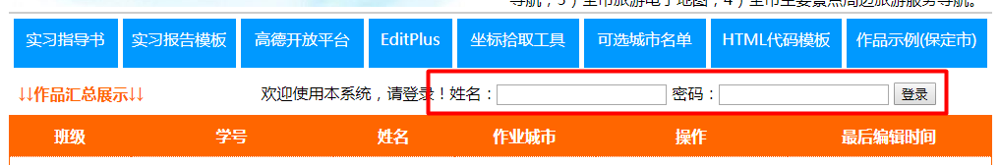 导航，3）全市旅游电子地图，4）全市主要景点周边旅游服务导航。
实习指导书 实习报告模板 高德开放平台 EditPlus 坐标拾取工具 可选城市名单 HTML代码模板 作品示例(保定市)
↓↓作品汇总展示↓↓ 欢迎使用本系统，请登录！姓名： 密码： 登录
班级 学号 姓名 作业城市 操作 最后编辑时间